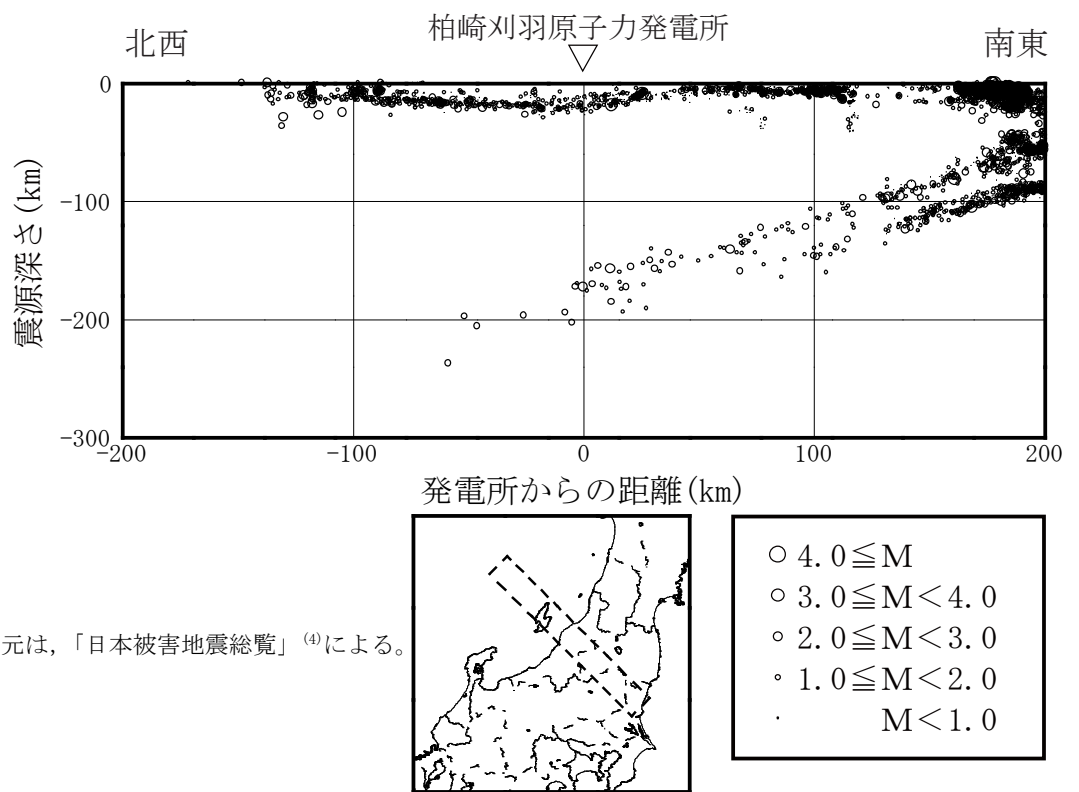 柏崎刈羽原子力発電所
北西
南東
▽
0
-100
-200
-300
震源深さ(km)
-200
-100
0
100
200
発電所からの距離(km)
元は，「日本被害地震総覧」(4)による。
○ 4.0≦M
○ 3.0≦M＜4.0
○ 2.0≦M＜3.0
○ 1.0≦M＜2.0
・ M＜1.0